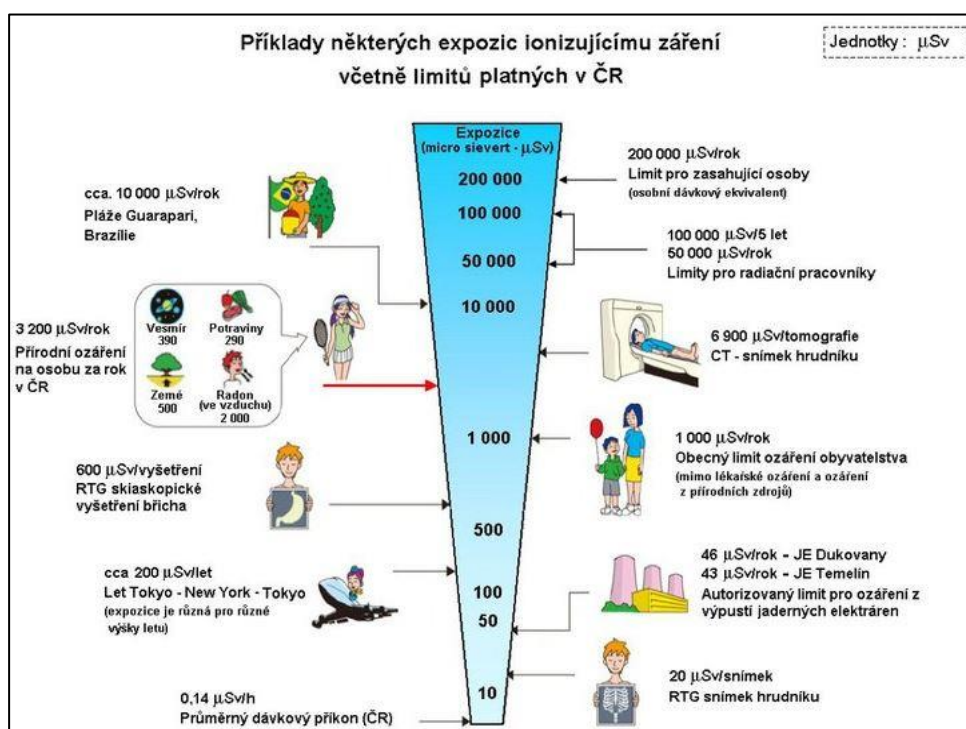 Příklady některých expozic ionizujícímu záření
včetně limitů platných v ČR
Jednotky : µSv
Expozice
(micro sievert - µSv)
200 000
100 000
50 000
10 000
1 000
500
100
50
10
cca. 10 000 µSv/rok
Pláže Guarapari,
Brazílie
3 200 µSv/rok
Přírodní ozáření
na osobu za rok
v ČR
Vesmír
390
Potraviny
290
Země
500
Radon
(ve vzduchu)
2 000
600 µSv/vyšetření
RTG skiaskopické
vyšetření břicha
cca 200 µSv/let
Let Tokyo - New York - Tokyo
(expozice je různá pro různé
výšky letu)
0,14 µSv/h
Průměrný dávkový příkon (ČR)
200 000 µSv/rok
Limit pro zasahující osoby
(osobní dávkový ekvivalent)
100 000 µSv/5 let
50 000 µSv/rok
Limity pro radiační pracovníky
6 900 µSv/tomografie
CT - snímek hrudníku
1 000 µSv/rok
Obecný limit ozáření obyvatelstva
(mimo lékařské ozáření a ozáření
z přírodních zdrojů)
46 µSv/rok - JE Dukovany
43 µSv/rok - JE Temelín
Autorizovaný limit pro ozáření z
výpustí jaderných elektráren
20 µSv/snímek
RTG snímek hrudníku